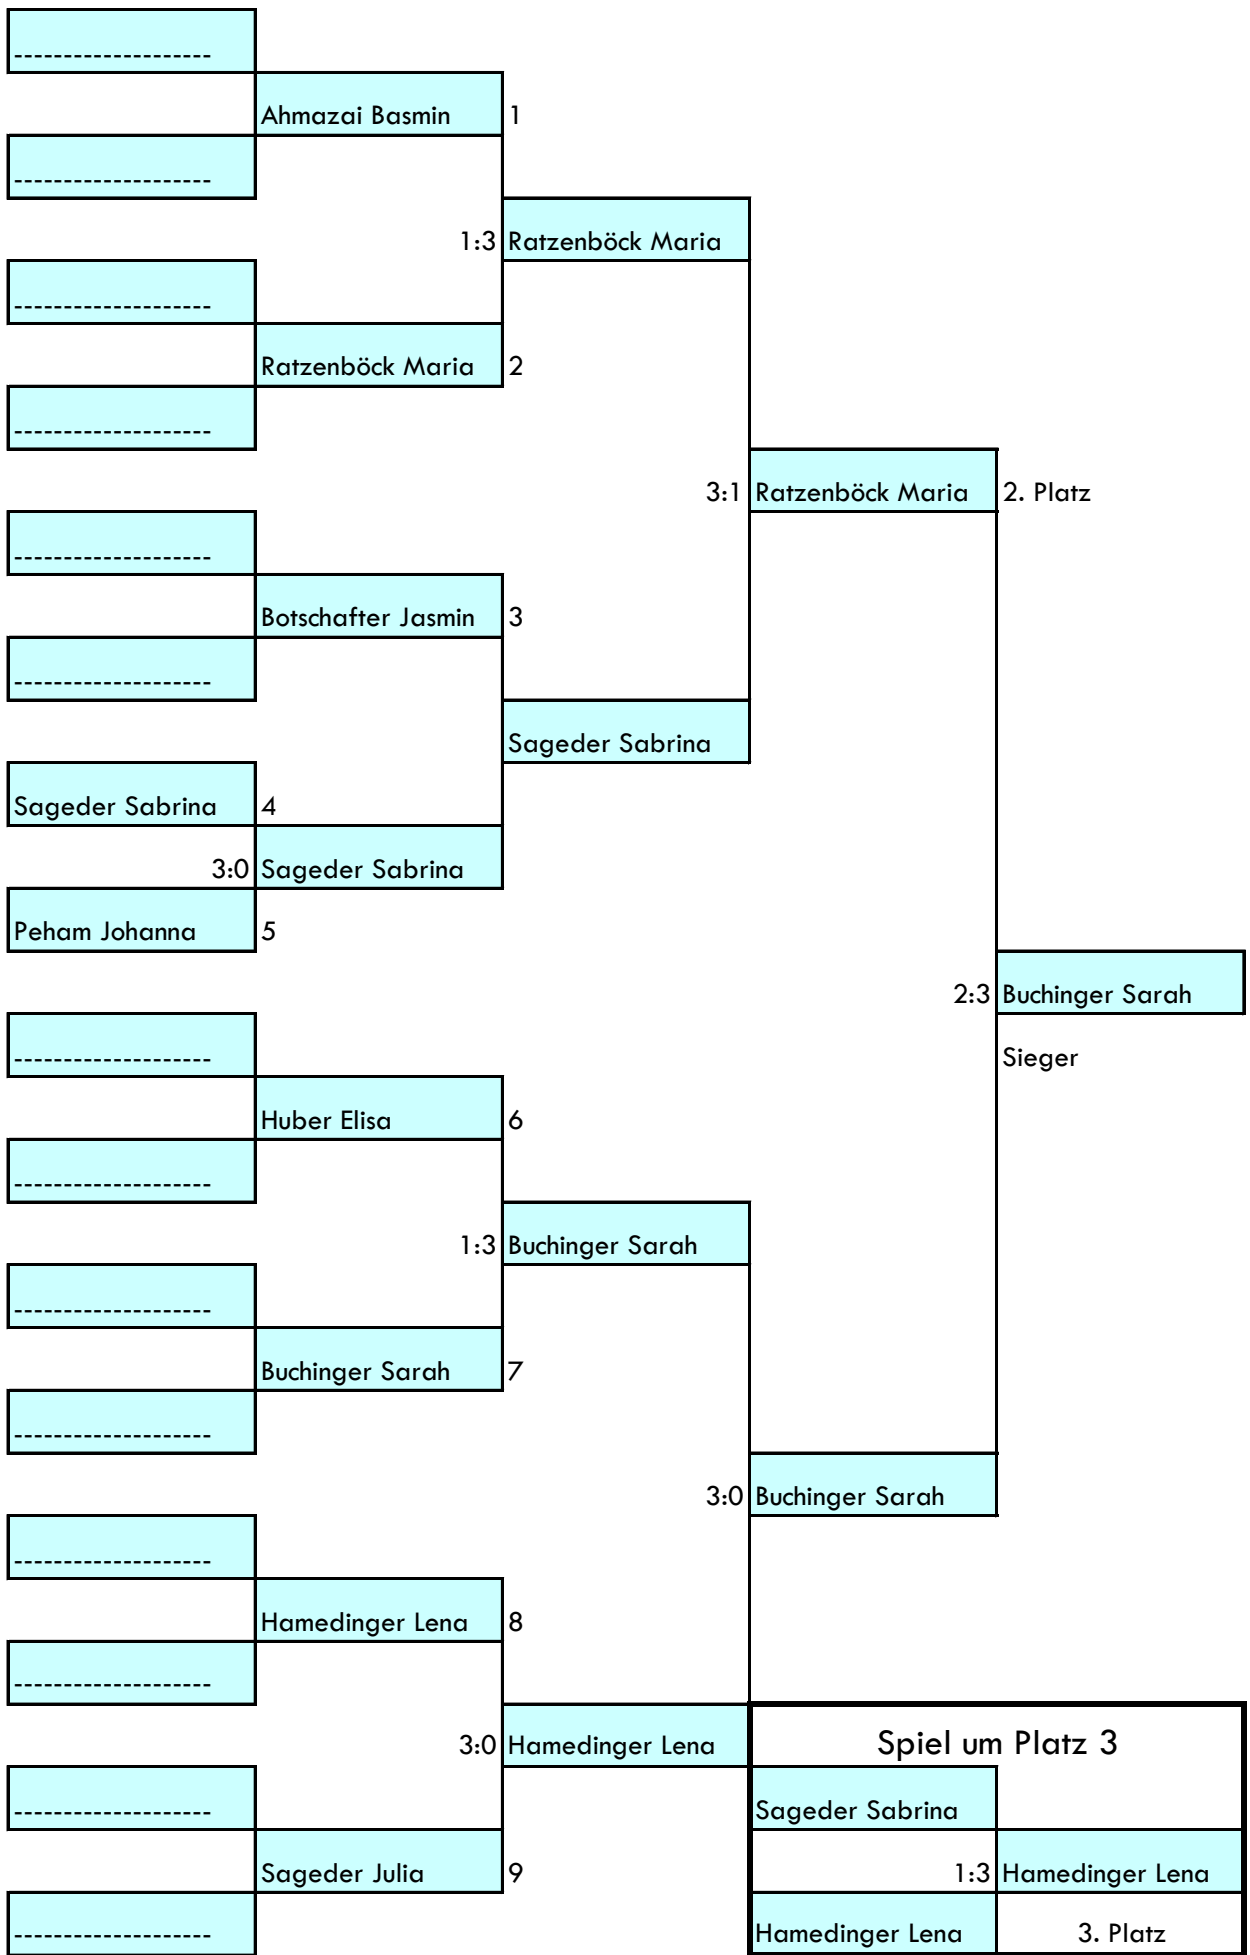 --------------------
Ahmazai Basmin 1
--------------------
1:3 Ratzenböck Maria
--------------------
Ratzenböck Maria 2
--------------------
3:1 Ratzenböck Maria 2. Platz
--------------------
Botschafter Jasmin 3
--------------------
Sageder Sabrina
Sageder Sabrina 4
3:0 Sageder Sabrina
Peham Johanna 5
2:3 Buchinger Sarah
--------------------
Sieger
Huber Elisa 6
--------------------
1:3 Buchinger Sarah
--------------------
Buchinger Sarah 7
--------------------
3:0 Buchinger Sarah
--------------------
Hamedinger Lena 8
--------------------
3:0 Hamedinger Lena
Spiel um Platz 3
--------------------
Sageder Sabrina
Sageder Julia 9
1:3 Hamedinger Lena
--------------------
Hamedinger Lena 3. Platz